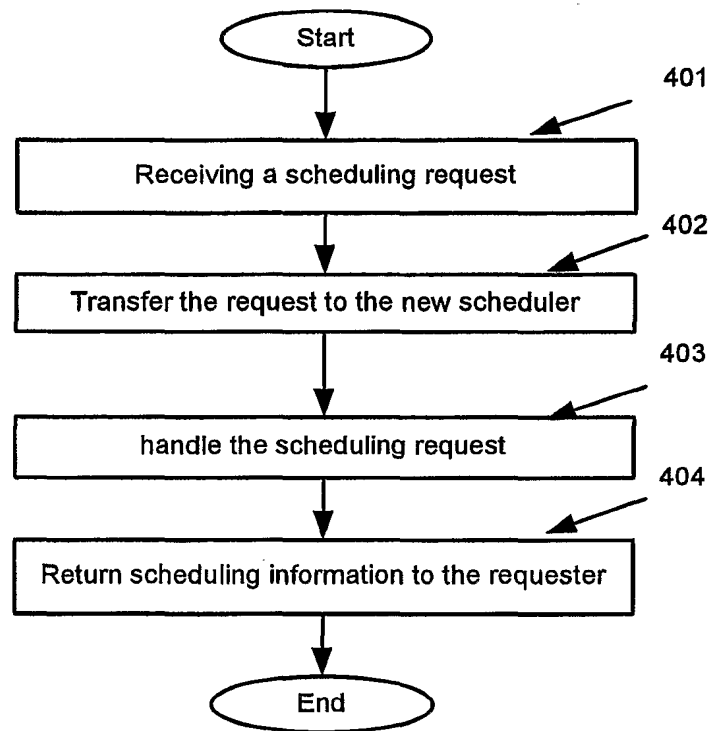 Start
401
Receiving a scheduling request
402
Transfer the request to the new scheduler
403
handle the scheduling request
404
Return scheduling information to the requester
End